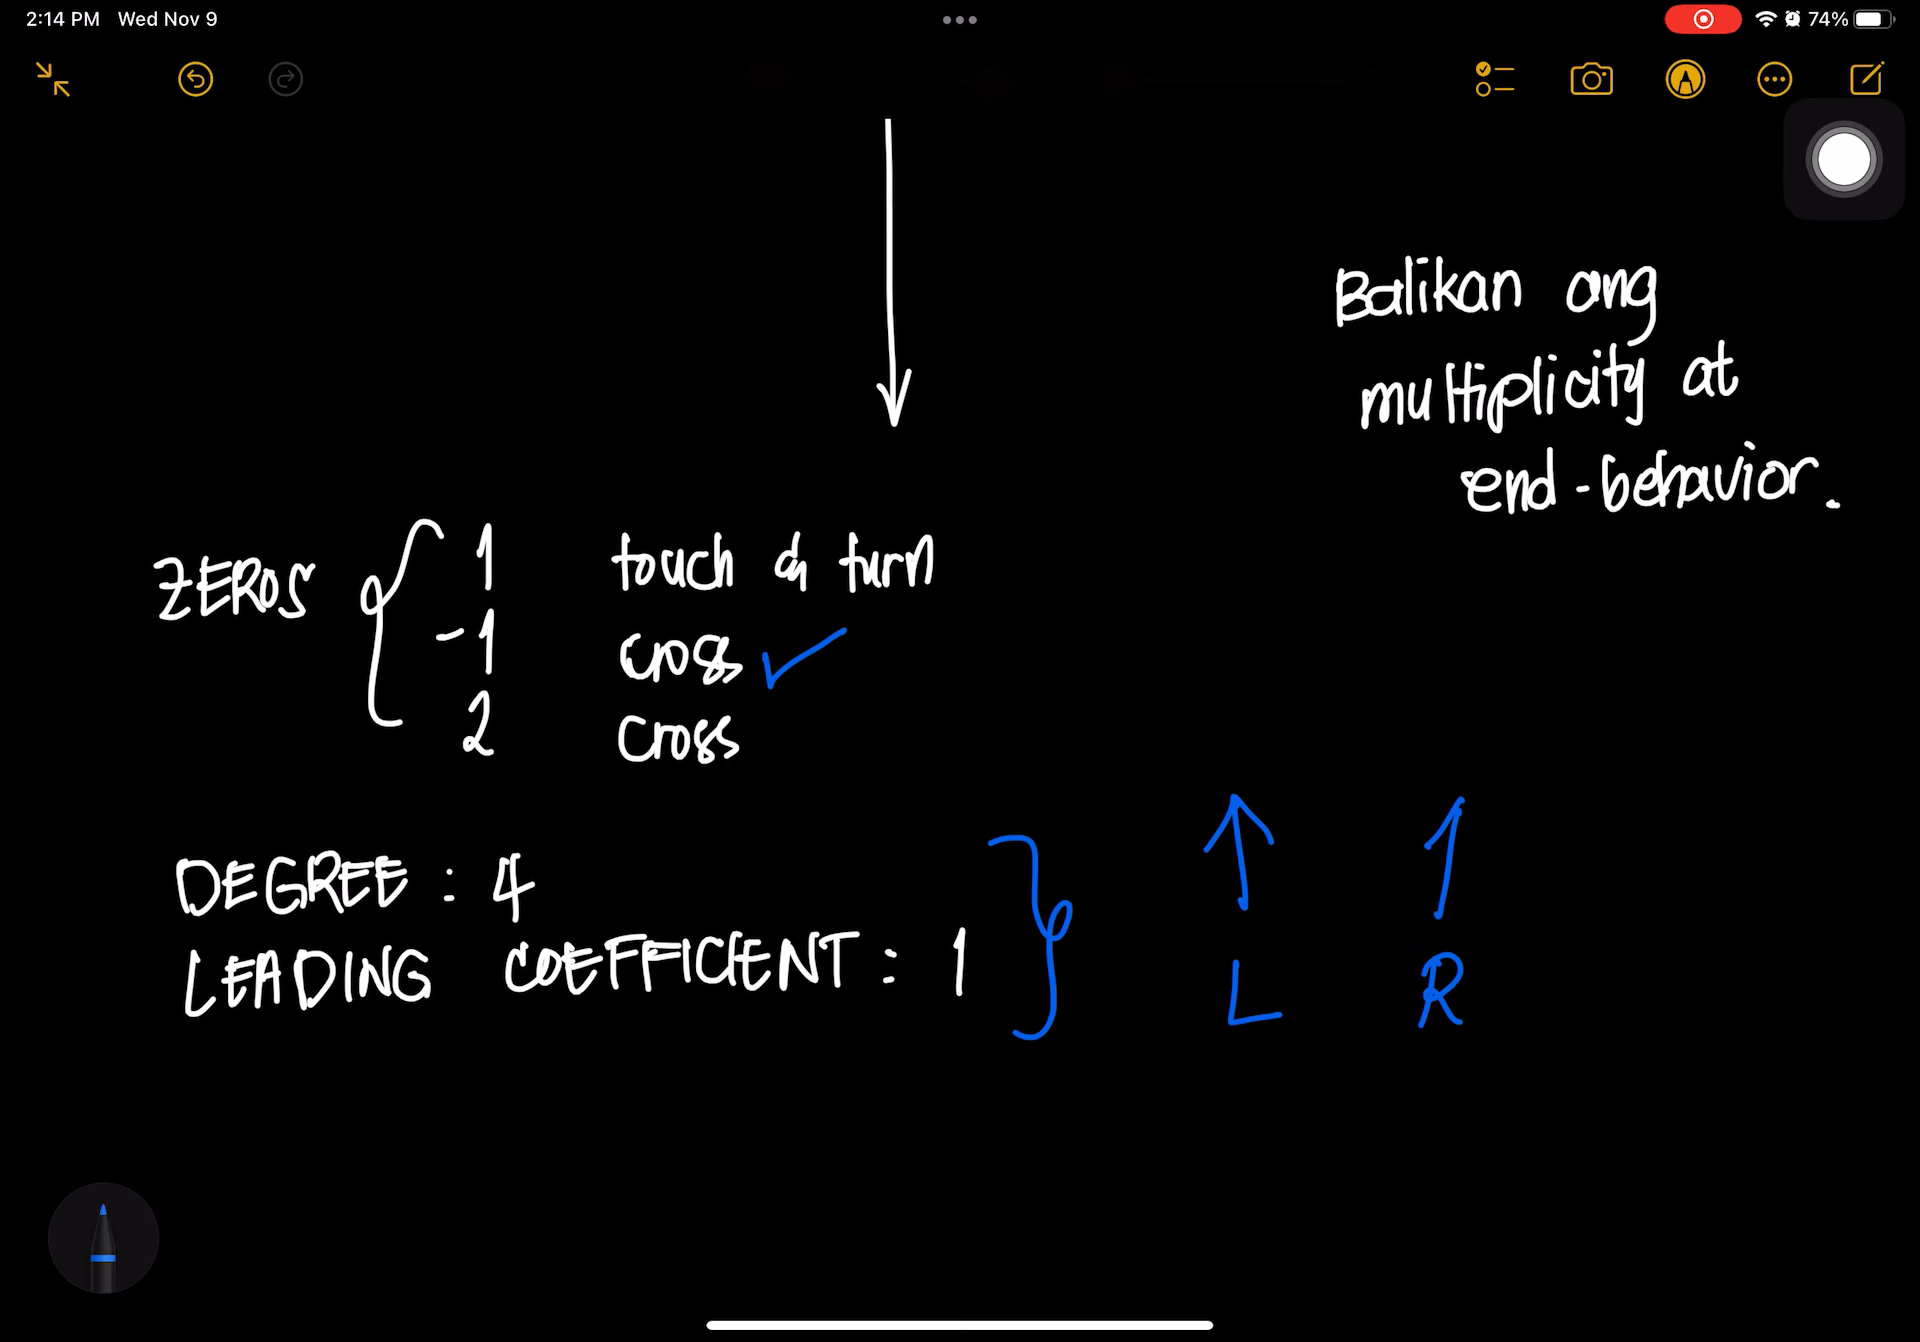 2:14 PM Wed Nov 9
74%
Balikan ang
multiplicity at
end-behavior.
ZEROS 1 touch & turn
-1 cross
2 cross
DEGREE : 4
LEADING COEFFICIENT : 1
L R